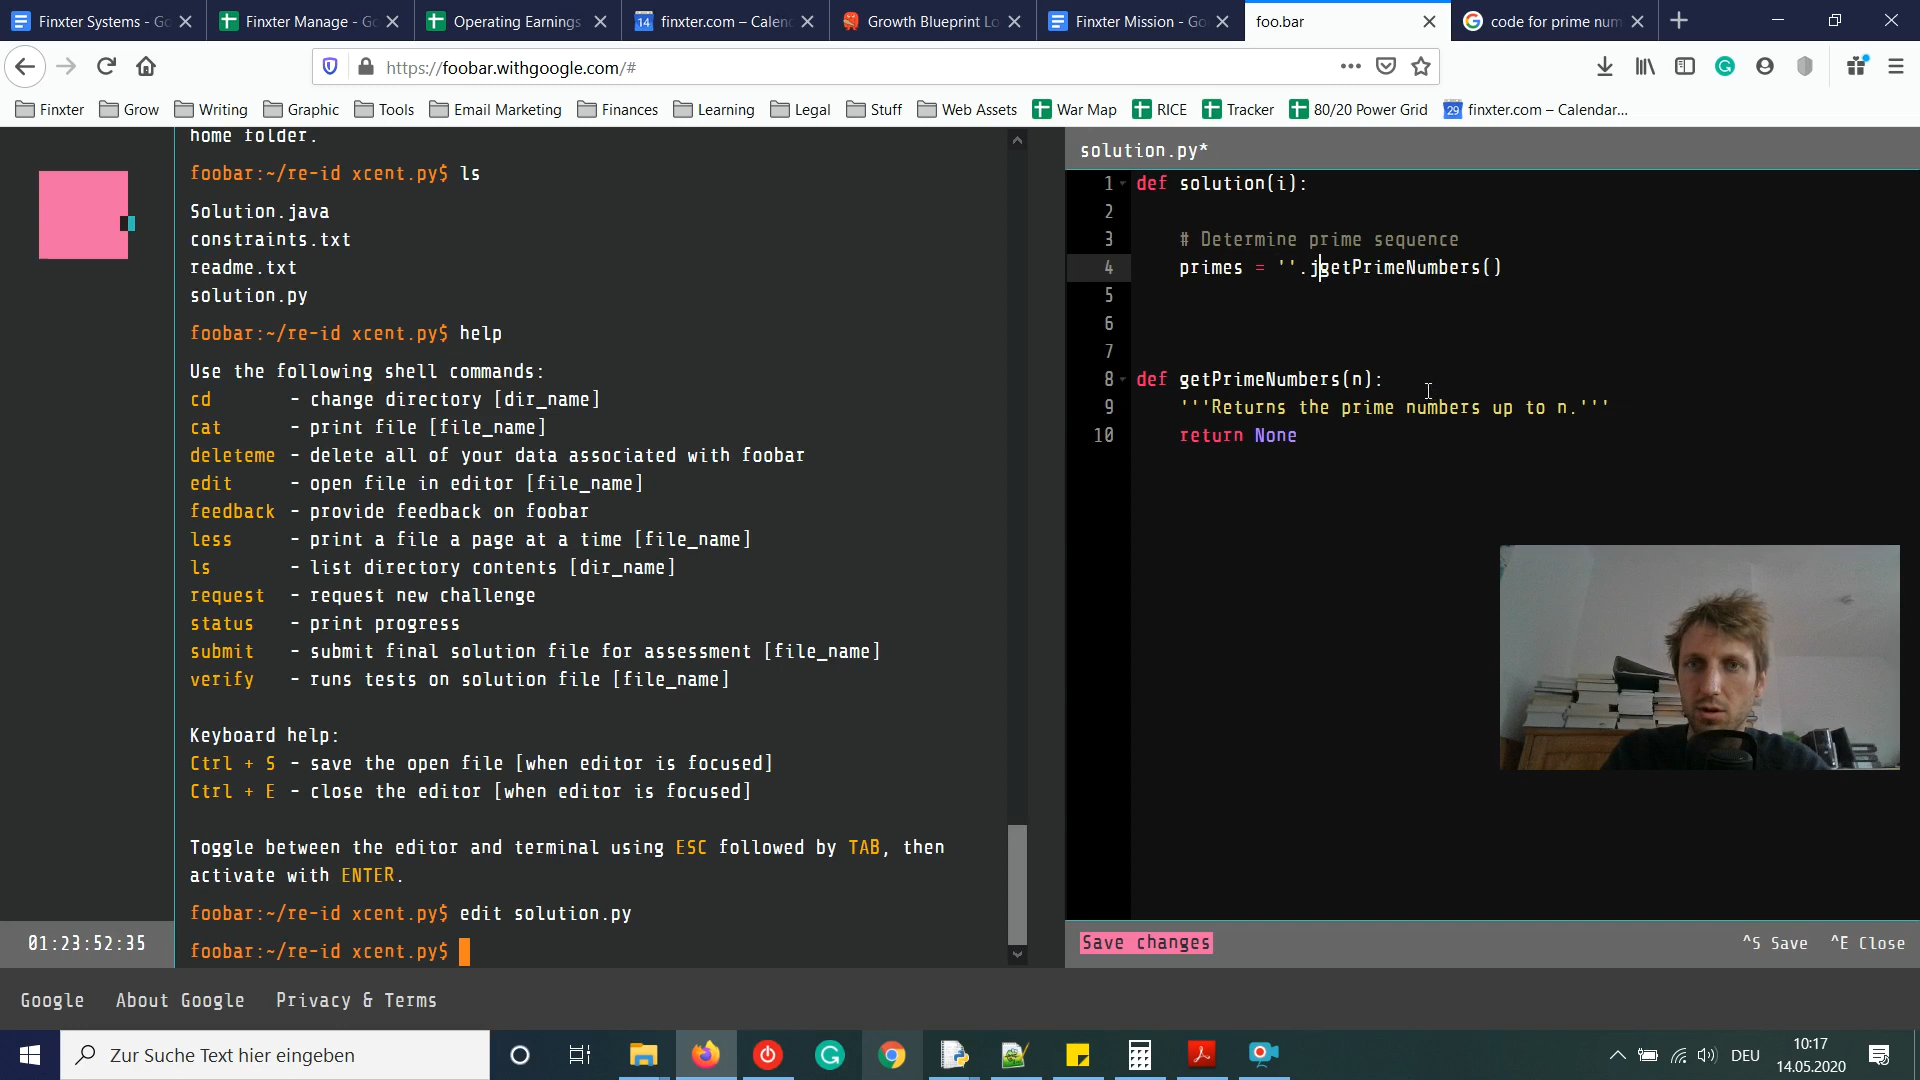 Finxter Systems - Go
Finxter Manage - Go
Operating Earnings
14 finxter.com – Calend
Growth Blueprint Lo
Finxter Mission - Go
foo.bar
code for prime num
https://foobar.withgoogle.com/#
Finxter Grow Writing Graphic Tools Email Marketing Finances Learning Legal Stuff Web Assets War Map RICE Tracker 80/20 Power Grid 29 finxter.com – Calendar...
home folder.
foobar:~/re-id xcent.py$ ls
Solution.java
constraints.txt
readme.txt
solution.py
foobar:~/re-id xcent.py$ help
Use the following shell commands:
cd - change directory [dir_name]
cat - print file [file_name]
deleteme - delete all of your data associated with foobar
edit - open file in editor [file_name]
feedback - provide feedback on foobar
less - print a file a page at a time [file_name]
ls - list directory contents [dir_name]
request - request new challenge
status - print progress
submit - submit final solution file for assessment [file_name]
verify - runs tests on solution file [file_name]
Keyboard help:
Ctrl + S - save the open file [when editor is focused]
Ctrl + E - close the editor [when editor is focused]
Toggle between the editor and terminal using ESC followed by TAB, then
activate with ENTER.
foobar:~/re-id xcent.py$ edit solution.py
foobar:~/re-id xcent.py$
01:23:52:35
solution.py*
1 def solution(i):
2
3 # Determine prime sequence
4 primes = ''.jgetPrimeNumbers()
5
6
7
8 def getPrimeNumbers(n):
9 '''Returns the prime numbers up to n.'''
10 return None
Save changes
^S Save ^E Close
Google About Google Privacy & Terms
Zur Suche Text hier eingeben
DEU
10:17
14.05.2020